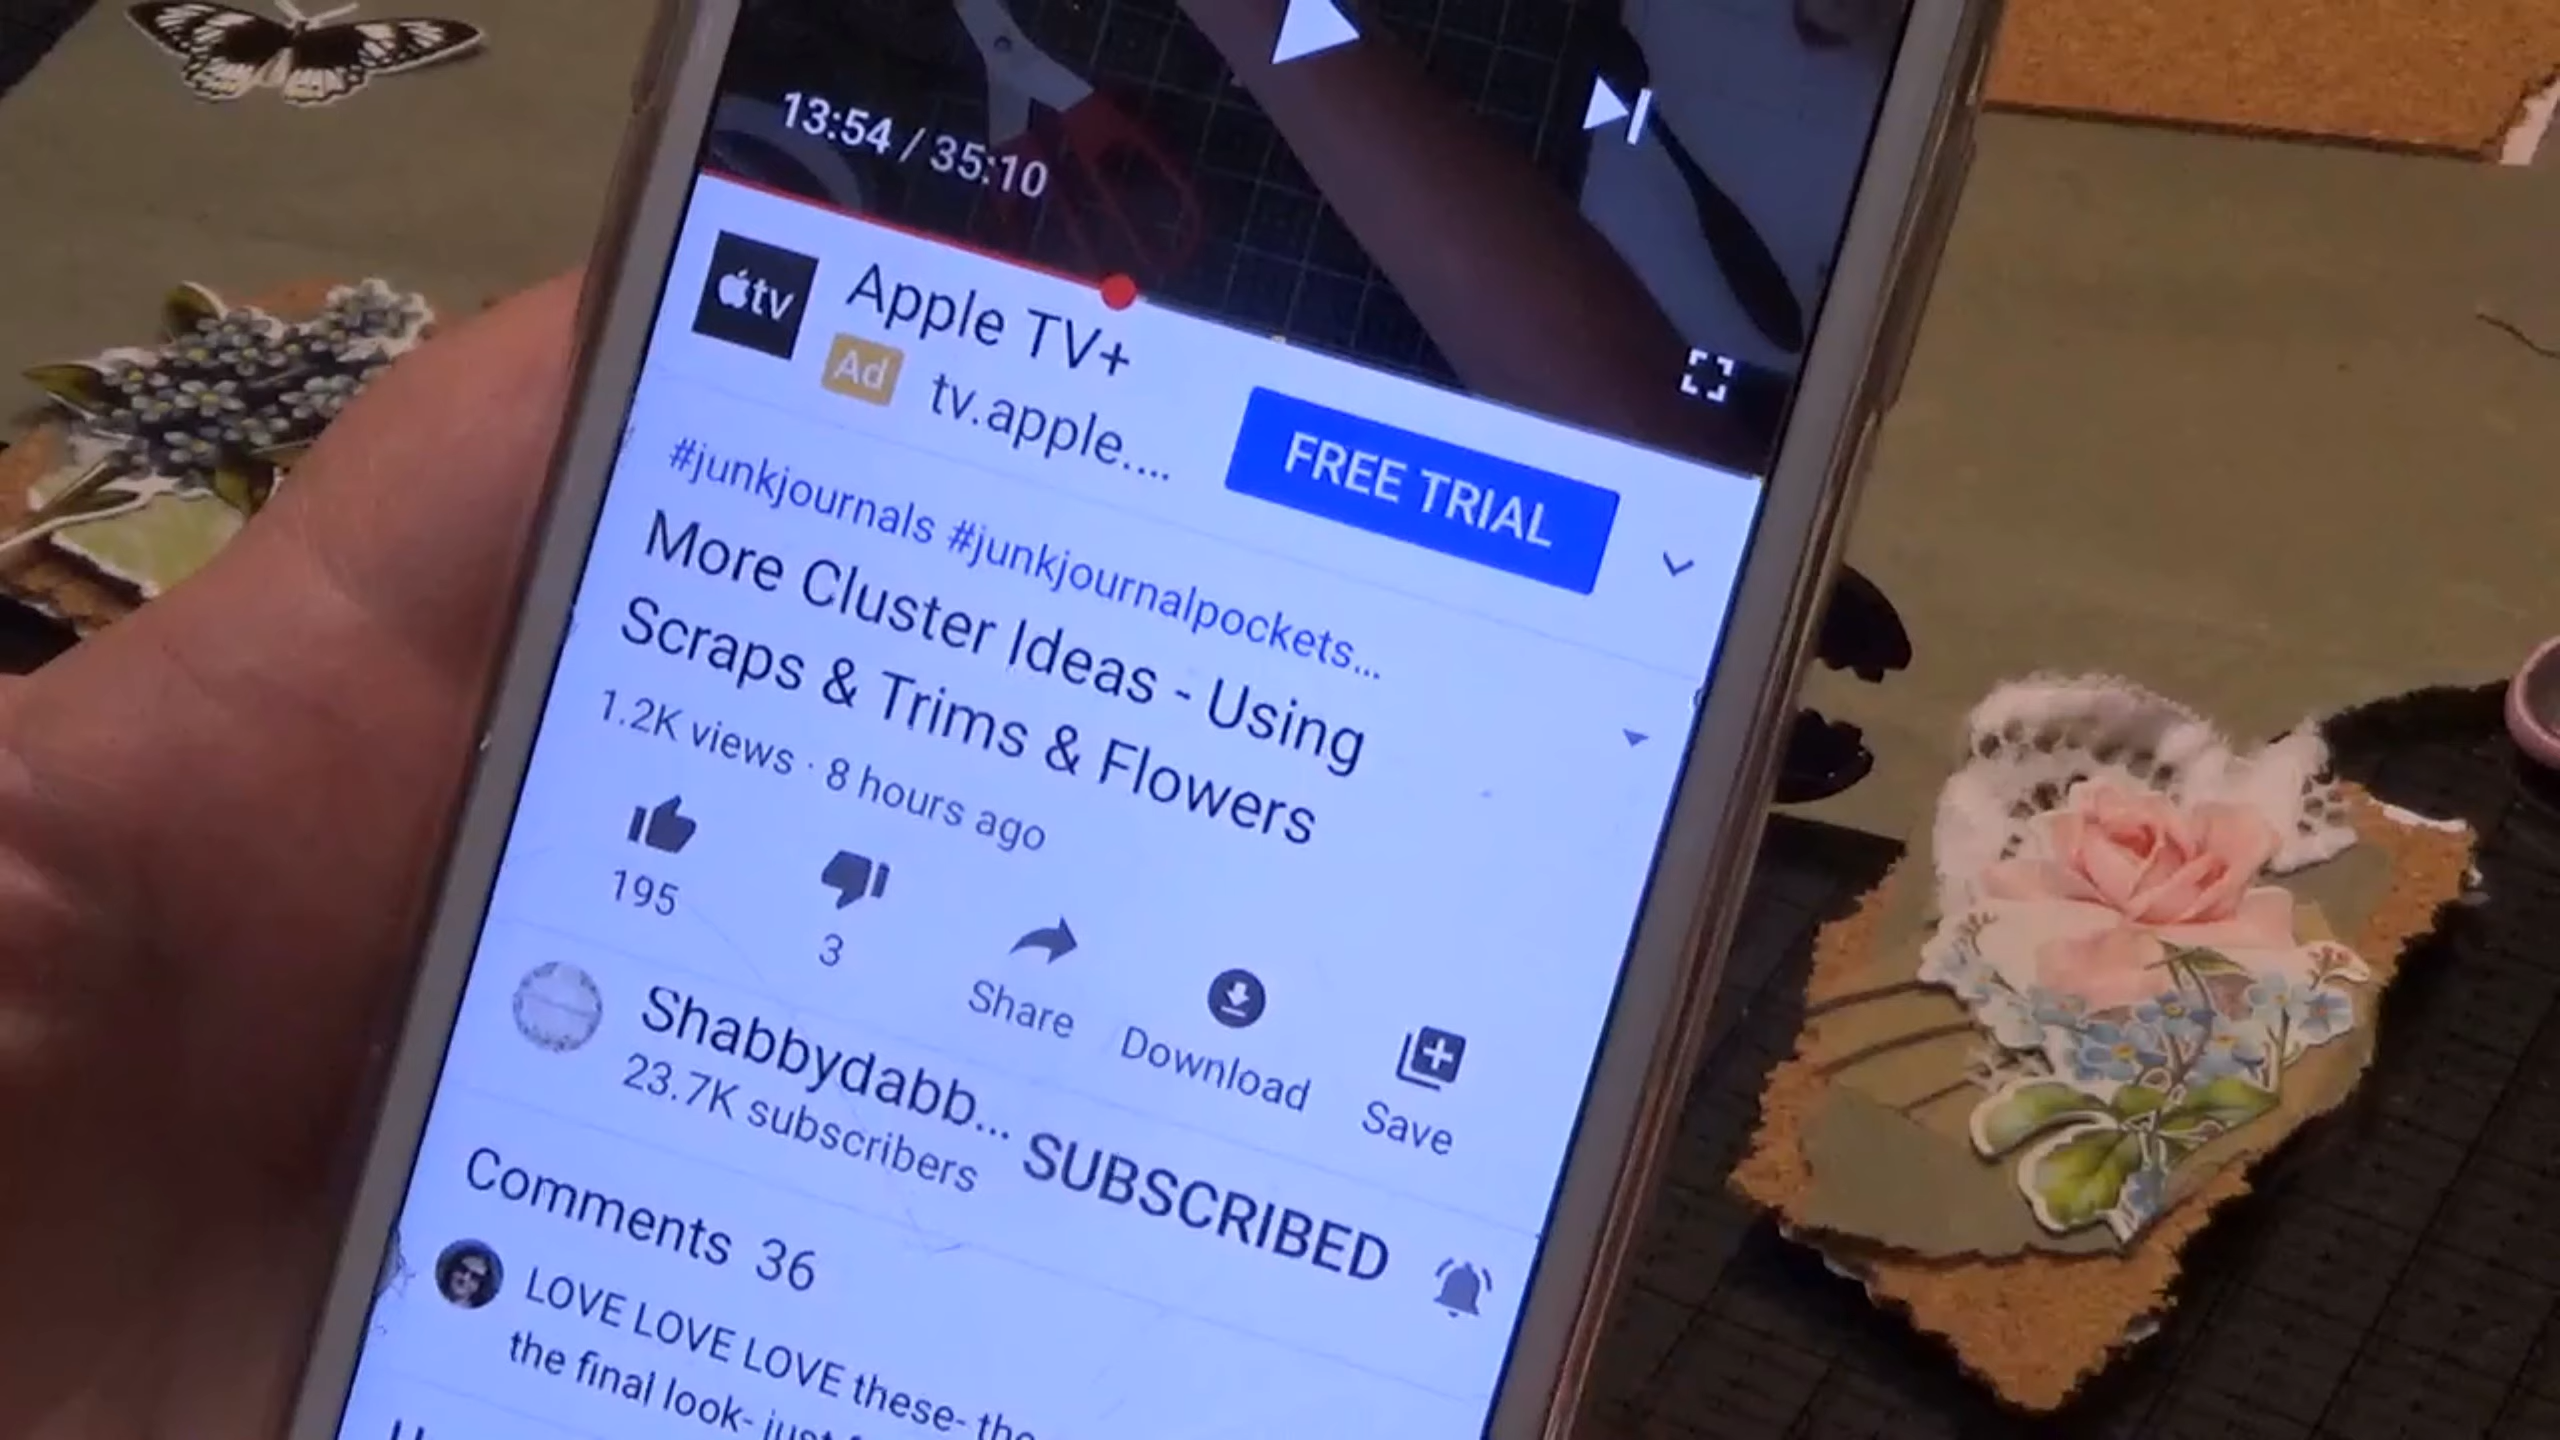 13:54 / 35:10
tv
Apple TV+
Ad tv.apple....
FREE TRIAL
#junkjournals #junkjournalpockets...
More Cluster Ideas - Using
Scraps & Trims & Flowers
1.2K views · 8 hours ago
195
3
Share
Download
Save
Shabbydabb...
23.7K subscribers
SUBSCRIBED
Comments 36
LOVE LOVE LOVE these- the
the final look- just